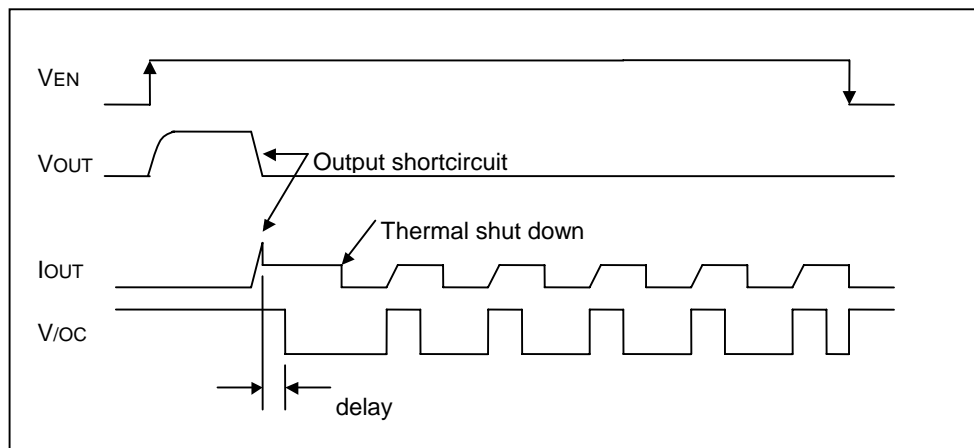 VEN
VOUT
Output shortcircuit
Thermal shut down
IOUT
V/OC
delay